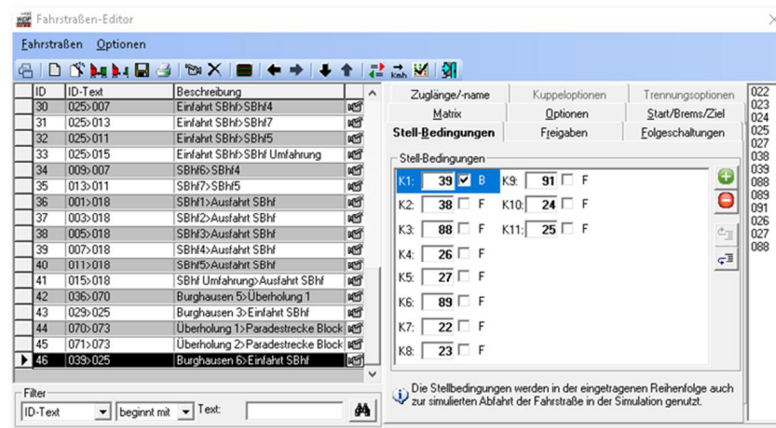 Fahrstraßen-Editor
Fahrstraßen Optionen
km/h
ID ID-Text Beschreibung
30 025>007 Einfahrt SBhf>SBhf4
31 025>013 Einfahrt SBhf>SBhf7
32 025>011 Einfahrt SBhf>SBhf5
33 025>015 Einfahrt SBhf>SBhf Umfahrung
34 009>007 SBhf6>SBhf4
35 013>011 SBhf7>SBhf5
36 001>018 SBhf1>Ausfahrt SBhf
37 003>018 SBhf2>Ausfahrt SBhf
38 005>018 SBhf3>Ausfahrt SBhf
39 007>018 SBhf4>Ausfahrt SBhf
40 011>018 SBhf5>Ausfahrt SBhf
41 015>018 SBHf Umfahrung>Ausfahrt SBhf
42 036>070 Burghausen 5>Überholung 1
43 029>025 Burghausen 3>Einfahrt SBhf
44 070>073 Überholung 1>Paradestrecke Block
45 071>073 Überholung 2>Paradestrecke Block
46 039>025 Burghausen 6>Einfahrt SBhf
Filter
ID-Text beginnt mit Text:
Zuglänge/-name Kuppeloptionen Trennungsoptionen
Matrix Optionen Start/Brems/Ziel
Stell-Bedingungen Freigaben Folgeschaltungen
Stell-Bedingungen
K1: 39 B K9: 91 F
K2: 38 F K10: 24 F
K3: 88 F K11: 25 F
K4: 26 F
K5: 27 F
K6: 89 F
K7: 22 F
K8: 23 F
Die Stellbedingungen werden in der eingetragenen Reihenfolge auch
zur simulierten Abfahrt der Fahrstraße in der Simulation genutzt.
022
023
024
025
027
038
039
088
089
091
026
027
088